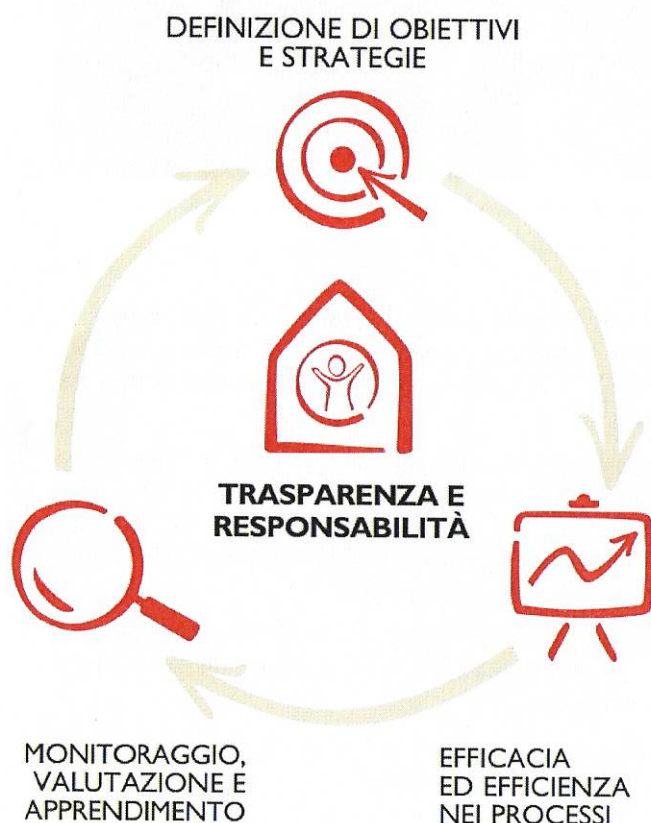 DEFINIZIONE DI OBIETTIVI
E STRATEGIE
TRASPARENZA E
RESPONSABILITÀ
MONITORAGGIO,
VALUTAZIONE E
APPRENDIMENTO
EFFICACIA
ED EFFICIENZA
NEI PROCESSI